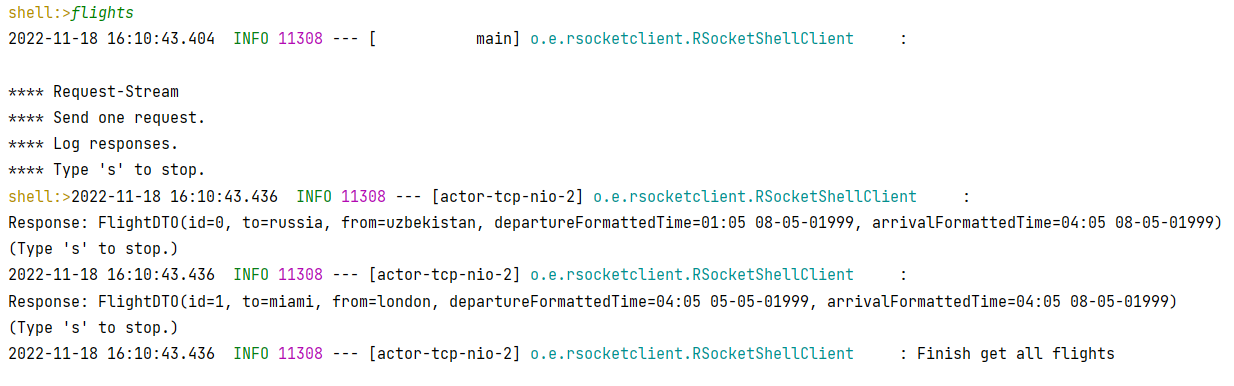 shell:>flights
2022-11-18 16:10:43.404  INFO 11308 --- [           main] o.e.rsocketclient.RSocketShellClient     :
**** Request-Stream
**** Send one request.
**** Log responses.
**** Type 's' to stop.
shell:>2022-11-18 16:10:43.436  INFO 11308 --- [actor-tcp-nio-2] o.e.rsocketclient.RSocketShellClient     :
Response: FlightDTO(id=0, to=russia, from=uzbekistan, departureFormattedTime=01:05 08-05-01999, arrivalFormattedTime=04:05 08-05-01999)
(Type 's' to stop.)
2022-11-18 16:10:43.436  INFO 11308 --- [actor-tcp-nio-2] o.e.rsocketclient.RSocketShellClient     :
Response: FlightDTO(id=1, to=miami, from=london, departureFormattedTime=04:05 05-05-01999, arrivalFormattedTime=04:05 08-05-01999)
(Type 's' to stop.)
2022-11-18 16:10:43.436  INFO 11308 --- [actor-tcp-nio-2] o.e.rsocketclient.RSocketShellClient     : Finish get all flights